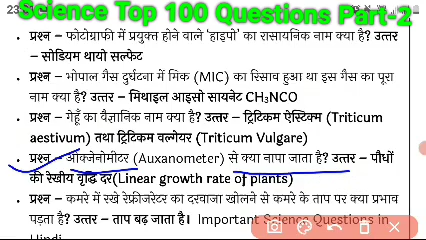 Science Top 100 Questions Part-2
• प्रश्न – फोटोग्राफी में प्रयुक्त होने वाले 'हाइपो' का रासायनिक नाम क्या है? उत्तर
– सोडियम थायो सल्फेट
• प्रश्न – भोपाल गैस दुर्घटना में मिक (MIC) का रिसाव हुआ था इस गैस का पूरा
नाम क्या है? उत्तर – मिथाइल आइसो सायनेट CH₃NCO
• प्रश्न – गेहूँ का वैज्ञानिक नाम क्या है? उत्तर – ट्रिटिकम ऐस्टिक्म (Triticum
aestivum) तथा ट्रिटिकम वल्गेयर (Triticum Vulgare)
प्रश्न – ऑक्जेनोमीटर (Auxanometer) से क्या नापा जाता है? उत्तर – पौधों
की रेखीय वृद्धि दर(Linear growth rate of plants)
• प्रश्न – कमरे में रखे रेफ्रीजरेटर का दरवाजा खोलने से कमरे के ताप पर क्या प्रभाव
पड़ता है? उत्तर – ताप बढ़ जाता है। Important Science Questions in
Hindi